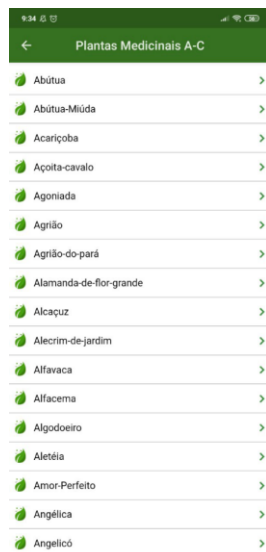 9:34
Plantas Medicinais A-C
Abútua
Abútua-Miúda
Acariçoba
Açoita-cavalo
Agoniada
Agrião
Agrião-do-pará
Alamanda-de-flor-grande
Alcaçuz
Alecrim-de-jardim
Alfavaca
Alfacema
Algodoeiro
Aletéia
Amor-Perfeito
Angélica
Angelicó